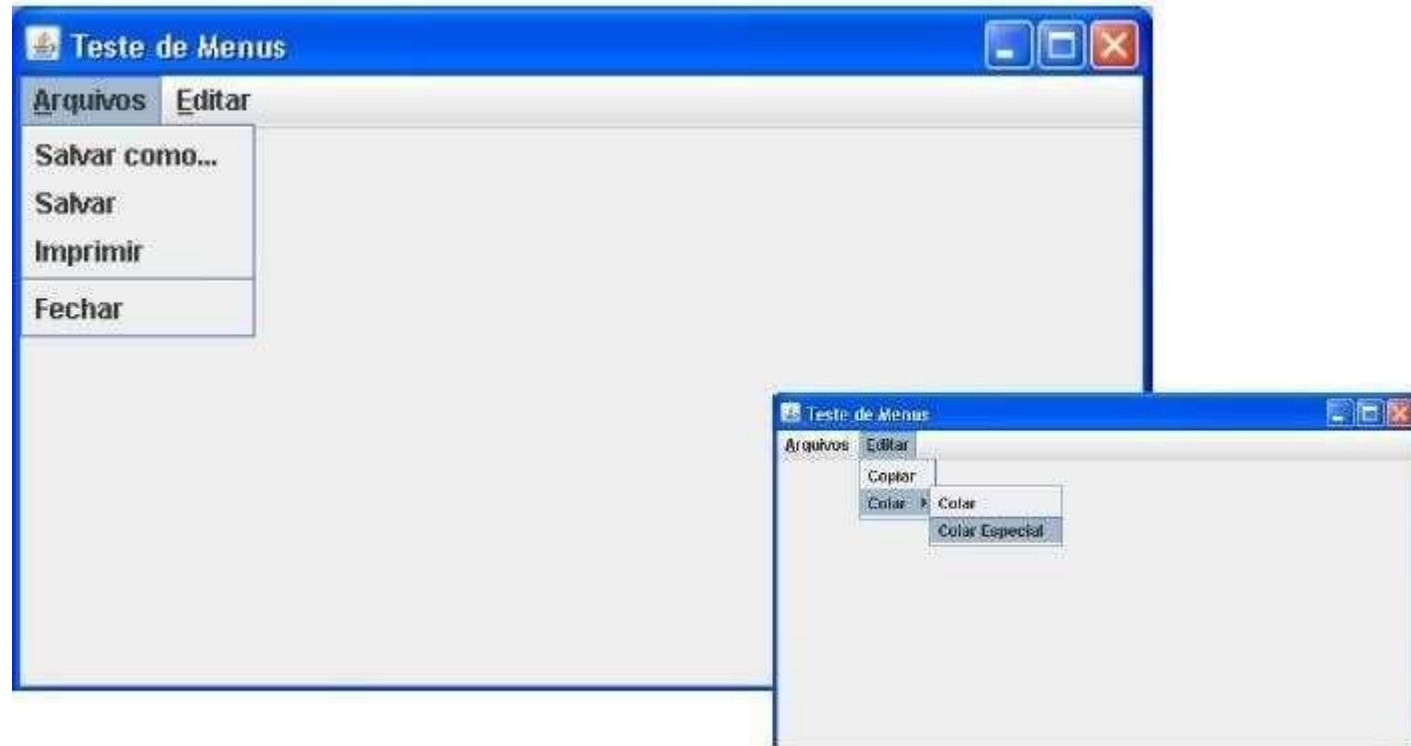 Teste de Menus
Arquivos Editar
Salvar como...
Salvar
Imprimir
Fechar
Teste de Menus
Arquivos Editar
Copiar
Colar Colar
Colar Especial